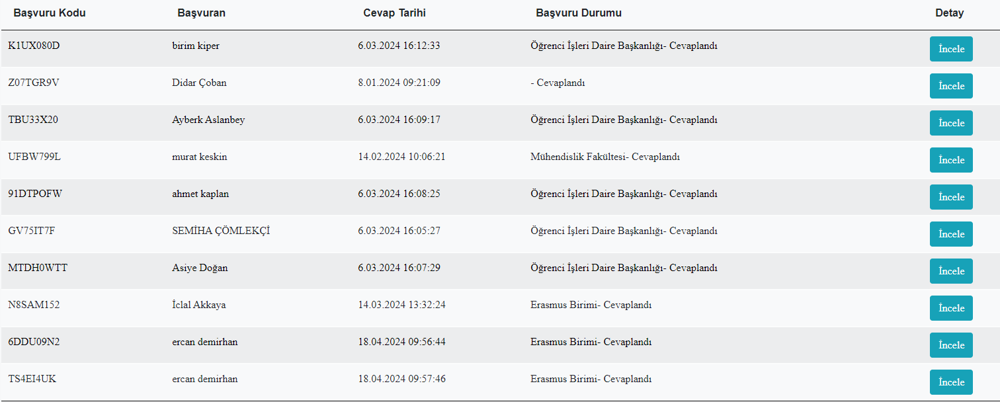 Başvuru Kodu Başvuran Cevap Tarihi Başvuru Durumu Detay
K1UX080D birim kiper 6.03.2024 16:12:33 Öğrenci İşleri Daire Başkanlığı- Cevaplandı İncele
Z07TGR9V Didar Çoban 8.01.2024 09:21:09 - Cevaplandı İncele
TBU33X20 Ayberk Aslanbey 6.03.2024 16:09:17 Öğrenci İşleri Daire Başkanlığı- Cevaplandı İncele
UFBW799L murat keskin 14.02.2024 10:06:21 Mühendislik Fakültesi- Cevaplandı İncele
91DTPOFW ahmet kaplan 6.03.2024 16:08:25 Öğrenci İşleri Daire Başkanlığı- Cevaplandı İncele
GV75IT7F SEMİHA ÇÖMLEKÇİ 6.03.2024 16:05:27 Öğrenci İşleri Daire Başkanlığı- Cevaplandı İncele
MTDH0WTT Asiye Doğan 6.03.2024 16:07:29 Öğrenci İşleri Daire Başkanlığı- Cevaplandı İncele
N8SAM152 İclal Akkaya 14.03.2024 13:32:24 Erasmus Birimi- Cevaplandı İncele
6DDU09N2 ercan demirhan 18.04.2024 09:56:44 Erasmus Birimi- Cevaplandı İncele
TS4EI4UK ercan demirhan 18.04.2024 09:57:46 Erasmus Birimi- Cevaplandı İncele